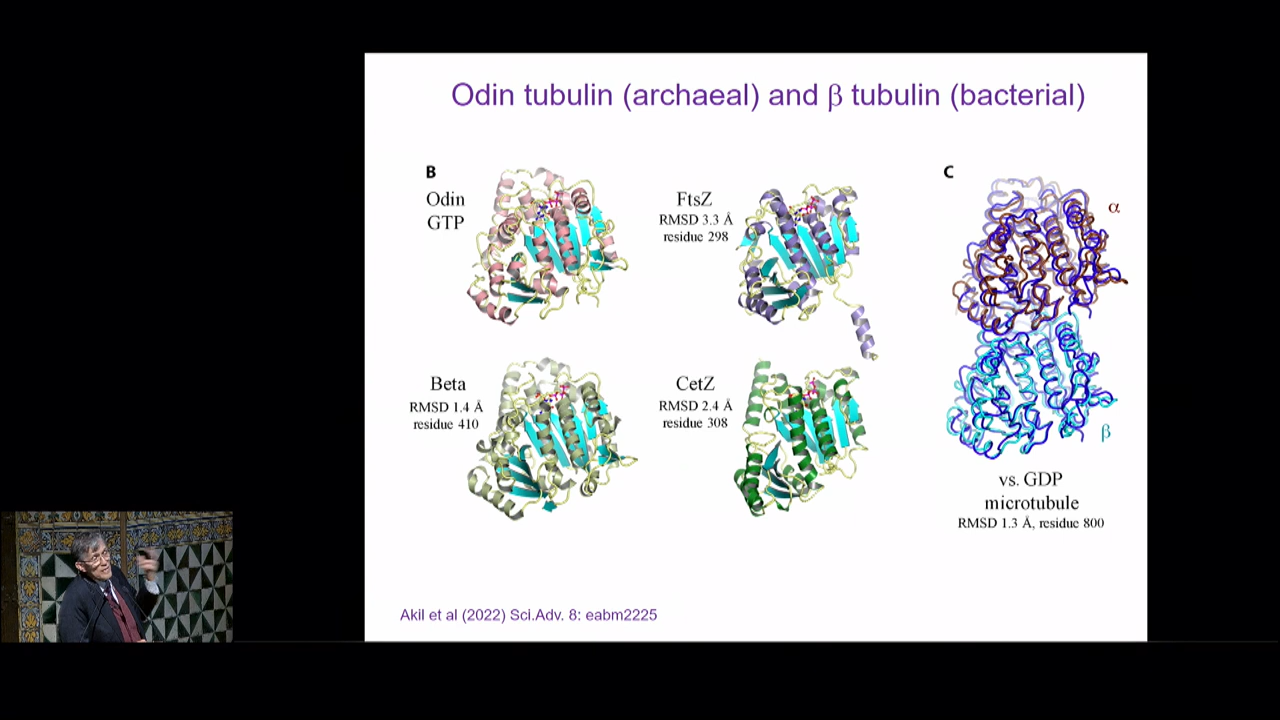 Odin tubulin (archaeal) and β tubulin (bacterial)
B
Odin
GTP
FtsZ
RMSD 3.3 Å
residue 298
Beta
RMSD 1.4 Å
residue 410
CetZ
RMSD 2.4 Å
residue 308
C
α
β
vs. GDP
microtubule
RMSD 1.3 Å, residue 800
Akil et al (2022) Sci.Adv. 8: eabm2225